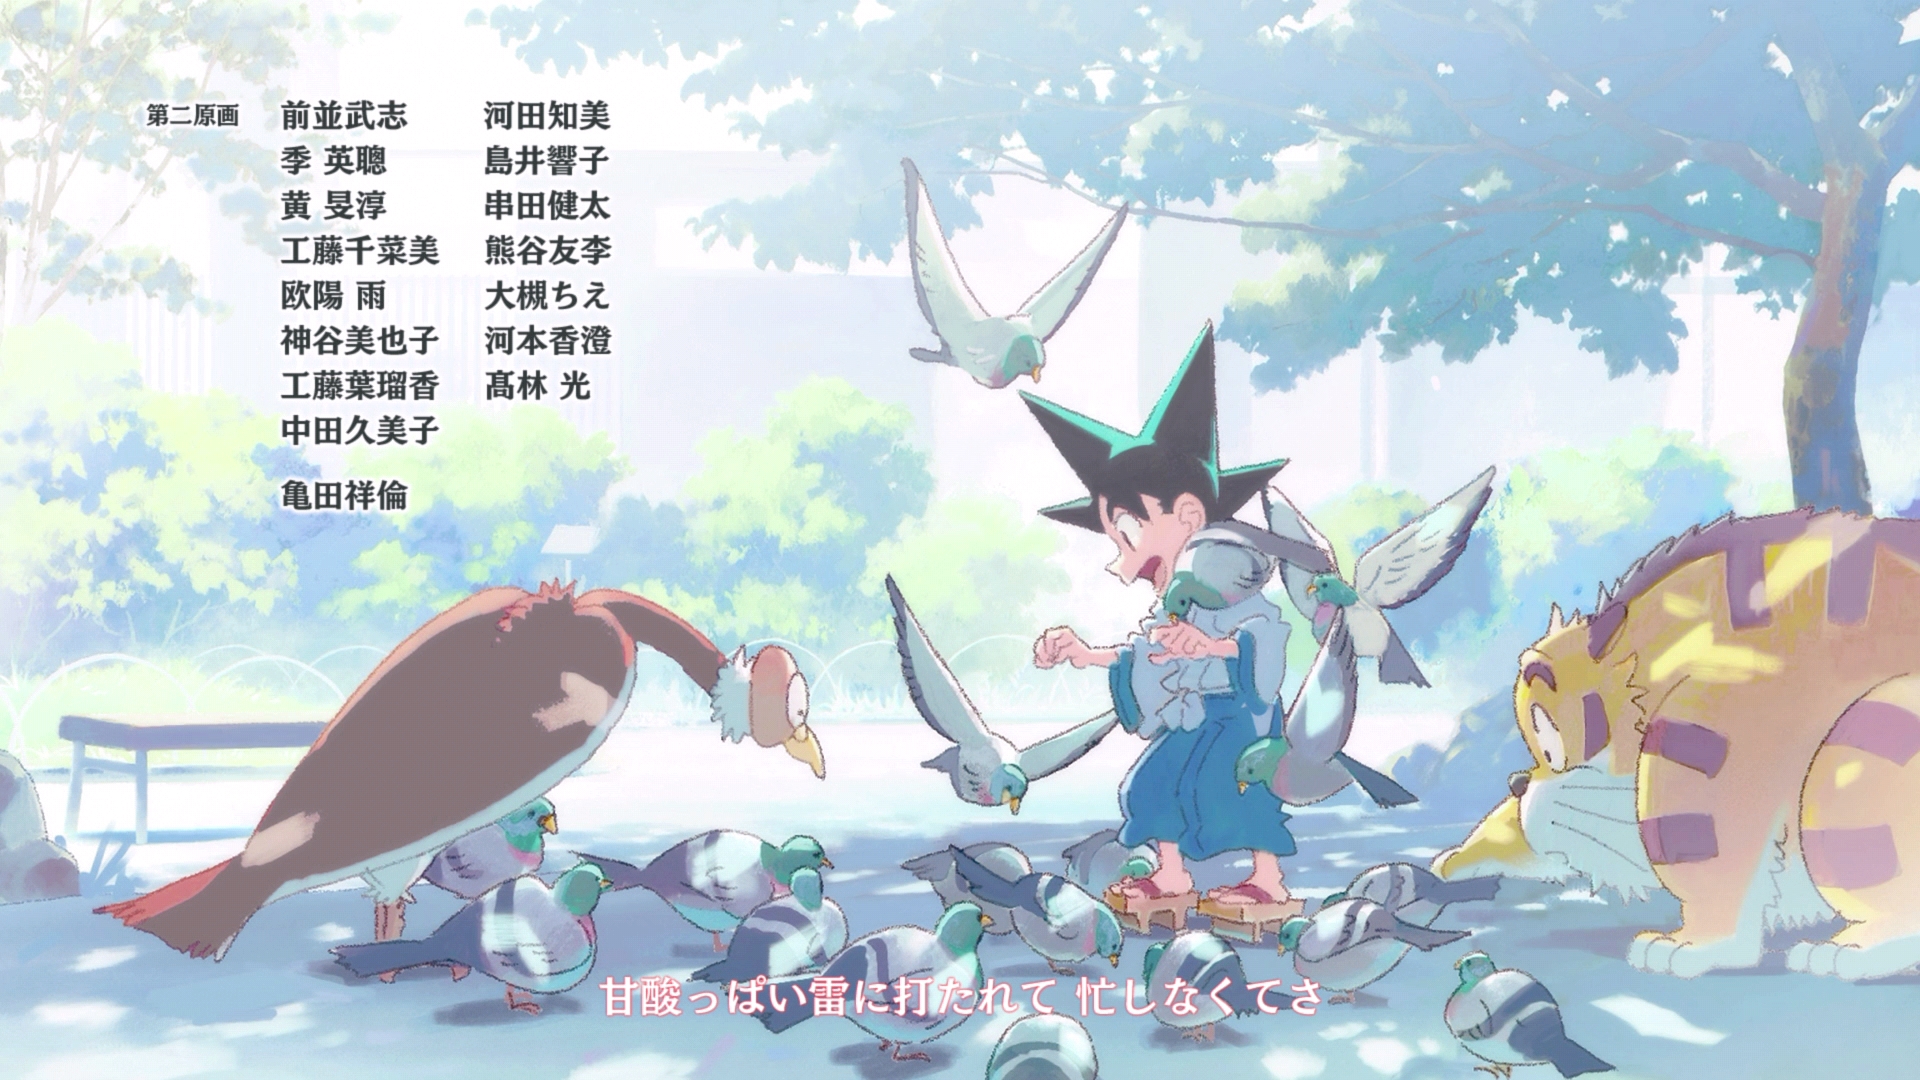 第二原画
前並武志
季 英聰
黄 旻淳
工藤千菜美
欧陽 雨
神谷美也子
工藤葉瑠香
中田久美子
亀田祥倫
河田知美
島井響子
串田健太
熊谷友李
大槻ちえ
河本香澄
髙林 光
甘酸っぱい雷に打たれて 忙しなくてさ